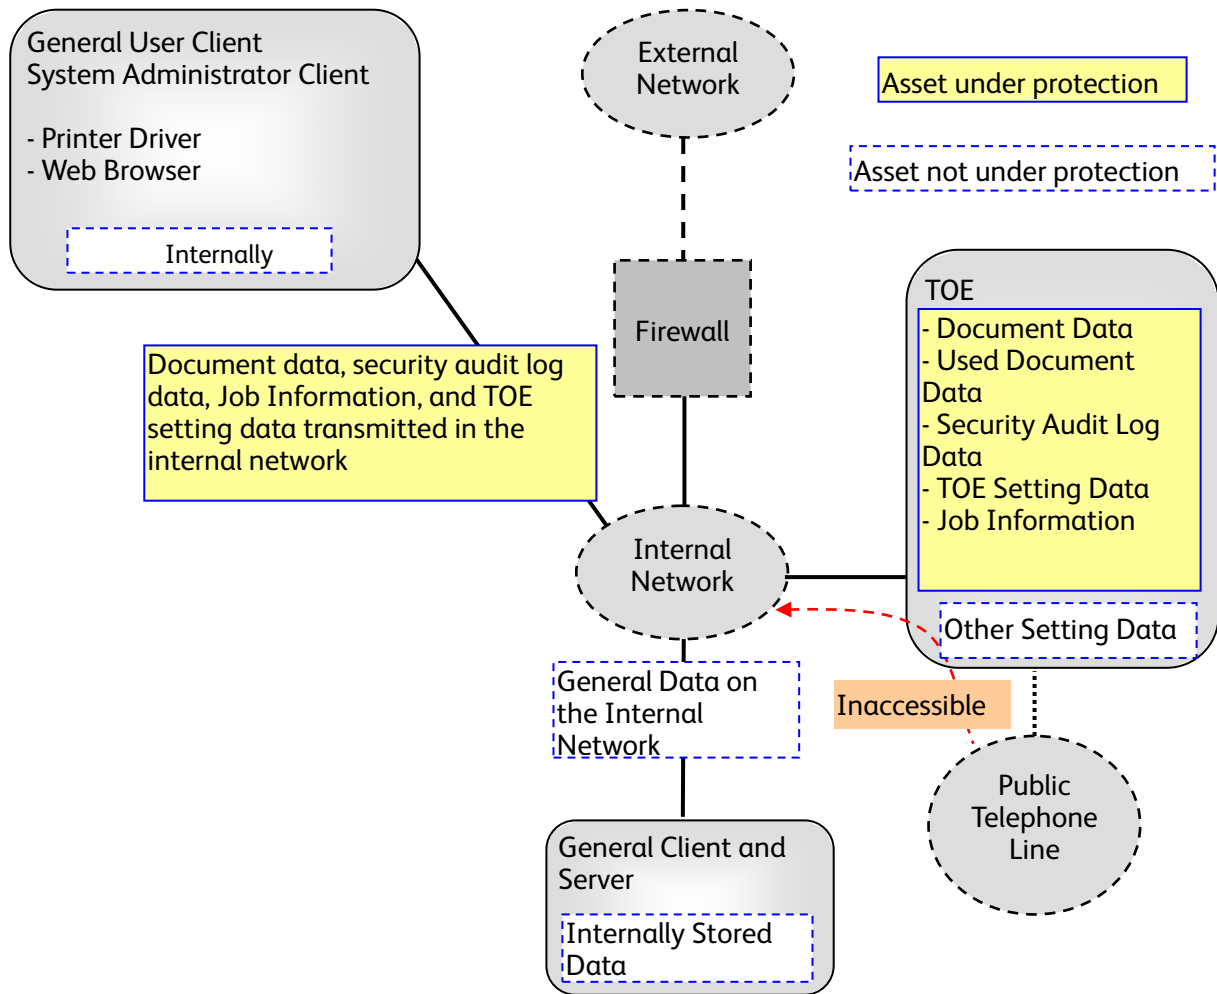 General User Client
System Administrator Client
- Printer Driver
- Web Browser
Internally
External
Network
Asset under protection
Asset not under protection
Firewall
TOE
- Document Data
- Used Document
Data
- Security Audit Log
Data
- TOE Setting Data
- Job Information
Other Setting Data
Document data, security audit log
data, Job Information, and TOE
setting data transmitted in the
internal network
Internal
Network
General Data on
the Internal
Network
Inaccessible
Public
Telephone
Line
General Client and
Server
Internally Stored
Data